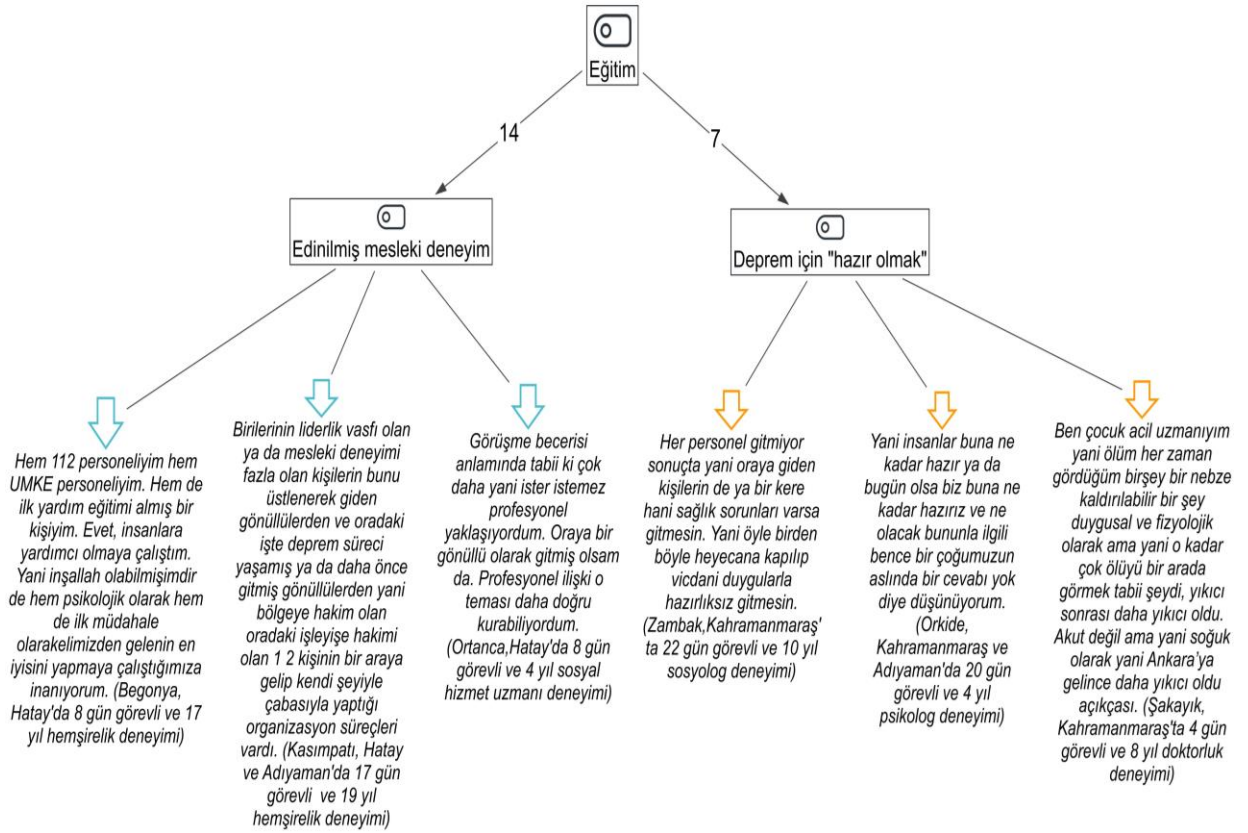 Eğitim
14
7
Edinilmiş mesleki deneyim
Deprem için "hazır olmak"
Hem 112 personeliyim hem
UMKE personeliyim. Hem de
ilk yardım eğitimi almış bir
kişiyim. Evet, insanlara
yardımcı olmaya çalıştım.
Yani inşallah olabilmişimdir
de hem psikolojik olarak hem
de ilk müdahale
olarakelimizden gelenin en
iyisini yapmaya çalıştığımıza
inanıyorum. (Begonya,
Hatay'da 8 gün görevli ve 17
yıl hemşirelik deneyimi)
Birilerinin liderlik vasfı olan
ya da mesleki deneyimi
fazla olan kişilerin bunu
üstlenerek giden
gönüllülerden ve oradaki
işte deprem süreci
yaşamış ya da daha önce
gitmiş gönüllülerden yani
bölgeye hakim olan
oradaki işleyişe hakimi
olan 1 2 kişinin bir araya
gelip kendi şeyiyle
çabasıyla yaptığı
organizasyon süreçleri
vardı. (Kasımpatı, Hatay
ve Adıyaman'da 17 gün
görevli ve 19 yıl
hemşirelik deneyimi)
Görüşme becerisi
anlamında tabii ki çok
daha yani ister istemez
profesyonel
yaklaşıyordum. Oraya bir
gönüllü olarak gitmiş olsam
da. Profesyonel ilişki o
teması daha doğru
kurabiliyordum.
(Ortanca,Hatay'da 8 gün
görevli ve 4 yıl sosyal
hizmet uzmanı deneyimi)
Her personel gitmiyor
sonuçta yani oraya giden
kişilerin de ya bir kere
hani sağlık sorunları varsa
gitmesin. Yani öyle birden
böyle heyecana kapılıp
vicdani duygularla
hazırlıksız gitmesin.
(Zambak,Kahramanmaraş'
ta 22 gün görevli ve 10 yıl
sosyolog deneyimi)
Yani insanlar buna ne
kadar hazır ya da
bugün olsa biz buna ne
kadar hazırız ve ne
olacak bununla ilgili
bence bir çoğumuzun
aslında bir cevabı yok
diye düşünüyorum.
(Orkide,
Kahramanmaraş ve
Adıyaman'da 20 gün
görevli ve 4 yıl
psikolog deneyimi)
Ben çocuk acil uzmanıyım
yani ölüm her zaman
gördüğüm birşey bir nebze
kaldırılabilir bir şey
duygusal ve fizyolojik
olarak ama yani o kadar
çok ölüyü bir arada
görmek tabii şeydi, yıkıcı
sonrası daha yıkıcı oldu.
Akut değil ama yani soğuk
olarak yani Ankara'ya
gelince daha yıkıcı oldu
açıkçası. (Şakayık,
Kahramanmaraş'ta 4 gün
görevli ve 8 yıl doktorluk
deneyimi)